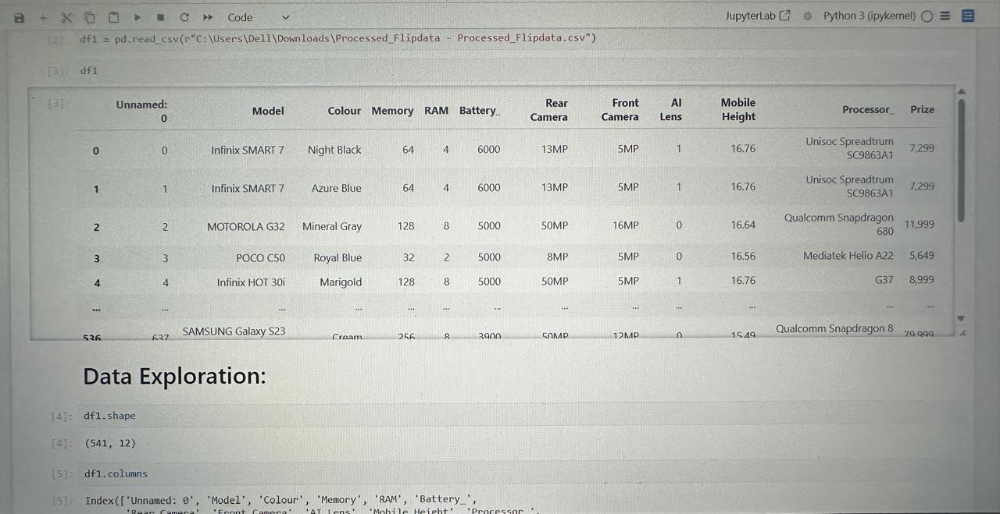 Code
JupyterLab
Python 3 (ipykernel)
[2]: df1 = pd.read_csv(r"C:\Users\Dell\Downloads\Processed_Flipdata - Processed_Flipdata.csv")
[3]: df1
[3]: Unnamed: 0 Model Colour Memory RAM Battery_ Rear Camera Front Camera AI Lens Mobile Height Processor_ Prize
0 0 Infinix SMART 7 Night Black 64 4 6000 13MP 5MP 1 16.76 Unisoc Spreadtrum SC9863A1 7,299
1 1 Infinix SMART 7 Azure Blue 64 4 6000 13MP 5MP 1 16.76 Unisoc Spreadtrum SC9863A1 7,299
2 2 MOTOROLA G32 Mineral Gray 128 8 5000 50MP 16MP 0 16.64 Qualcomm Snapdragon 680 11,999
3 3 POCO C50 Royal Blue 32 2 5000 8MP 5MP 0 16.56 Mediatek Helio A22 5,649
4 4 Infinix HOT 30i Marigold 128 8 5000 50MP 5MP 1 16.76 G37 8,999
... ... ... ... ... ... ... ... ... ... ... ... ...
536 637 SAMSUNG Galaxy S23 Cream 256 8 3900 50MP 12MP 0 15.49 Qualcomm Snapdragon 8 79,999
Data Exploration:
[4]: df1.shape
[4]: (541, 12)
[5]: df1.columns
[5]: Index(['Unnamed: 0', 'Model', 'Colour', 'Memory', 'RAM', 'Battery_',
'Rear Camera', 'Front Camera', 'AI Lens', 'Mobile Height', 'Processor_',